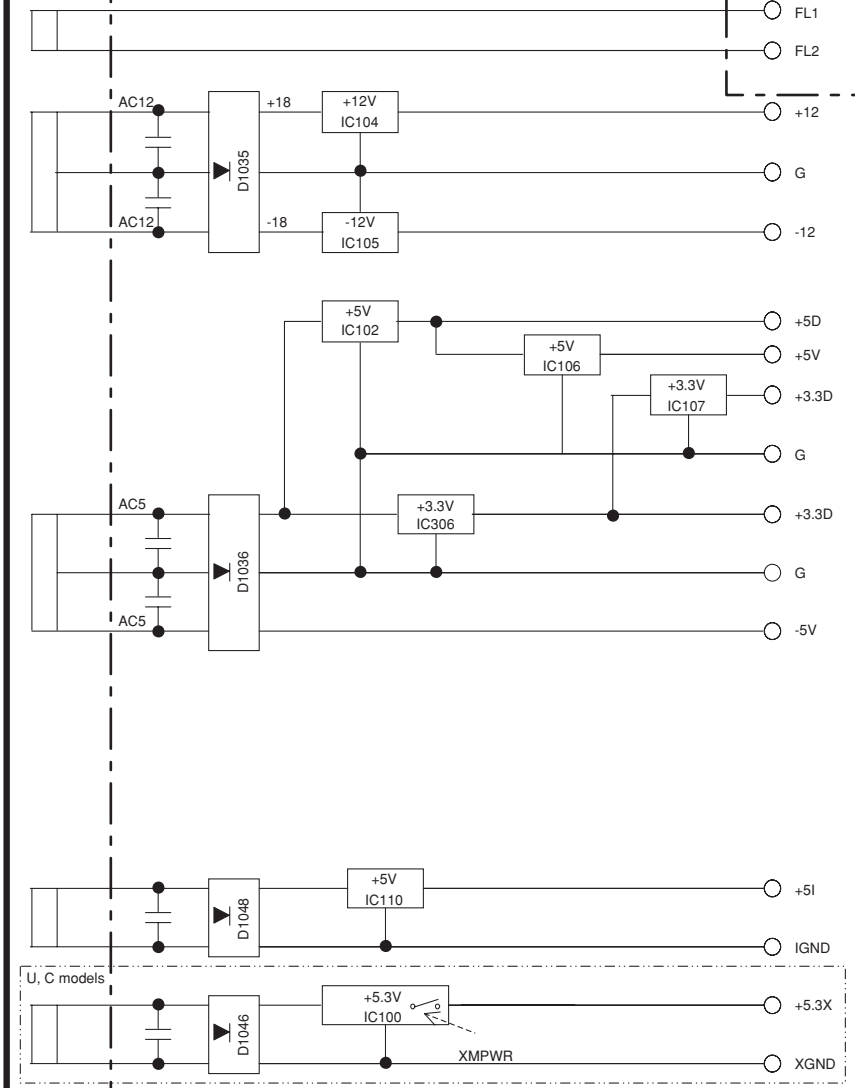 FL1
FL2
AC12
+18
+12V
IC104
+12
D1035
G
AC12
-18
-12V
IC105
-12
+5V
IC102
+5D
+5V
IC106
+5V
+3.3V
IC107
+3.3D
G
AC5
+3.3V
IC306
+3.3D
D1036
G
AC5
-5V
+5V
IC110
+5I
D1048
IGND
U, C models
+5.3V
IC100
+5.3X
D1046
XMPWR
XGND